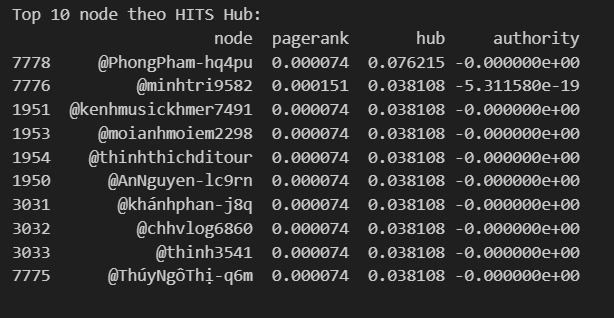 Top 10 node theo HITS Hub:
node pagerank hub authority
7778 @PhongPham-hq4pu 0.000074 0.076215 -0.000000e+00
7776 @minhtri9582 0.000151 0.038108 -5.311580e-19
1951 @kenhmusickhmer7491 0.000074 0.038108 -0.000000e+00
1953 @moianhmoiem2298 0.000074 0.038108 -0.000000e+00
1954 @thinhthichditour 0.000074 0.038108 -0.000000e+00
1950 @AnNguyen-lc9rn 0.000074 0.038108 -0.000000e+00
3031 @khánhphan-j8q 0.000074 0.038108 -0.000000e+00
3032 @chhvlog6860 0.000074 0.038108 -0.000000e+00
3033 @thinh3541 0.000074 0.038108 -0.000000e+00
7775 @ThúyNgôThị-q6m 0.000074 0.038108 -0.000000e+00